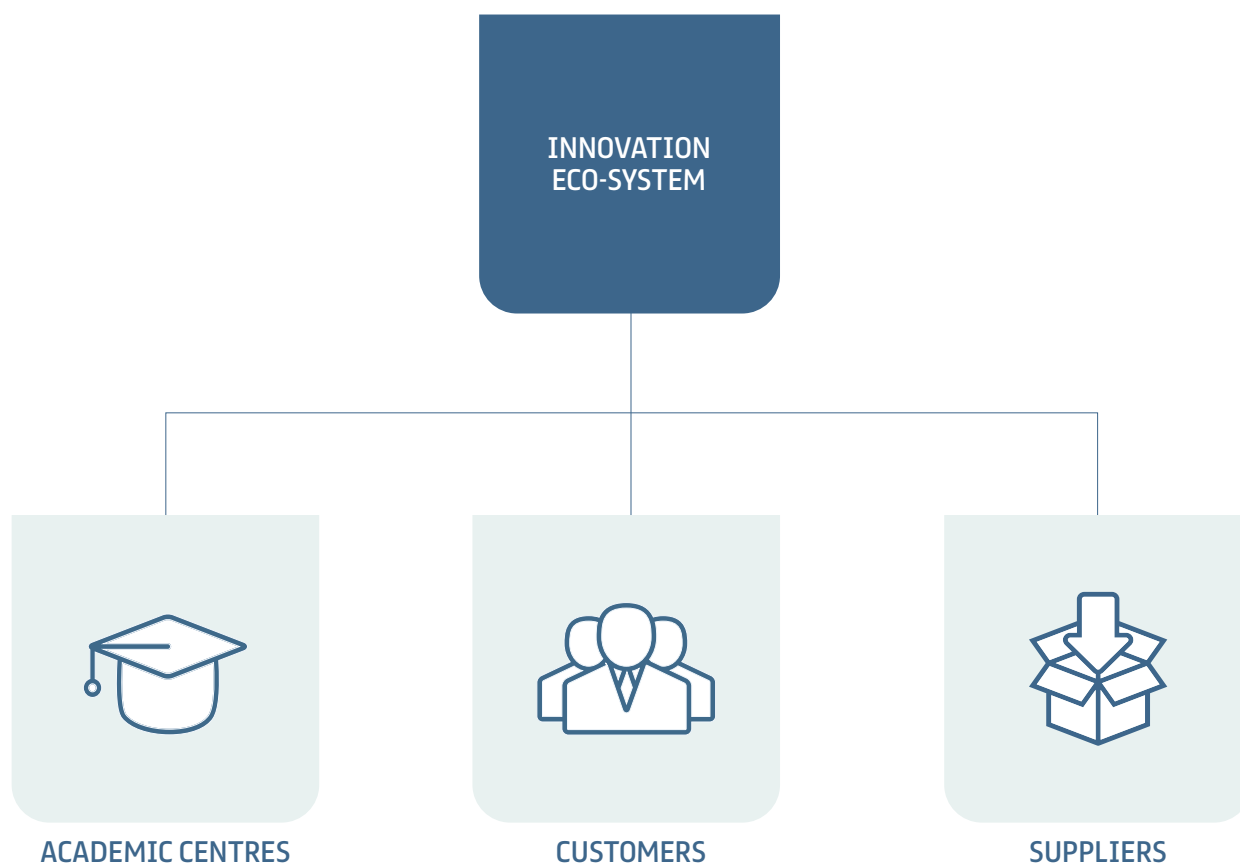 INNOVATION
ECO-SYSTEM
ACADEMIC CENTRES
CUSTOMERS
SUPPLIERS